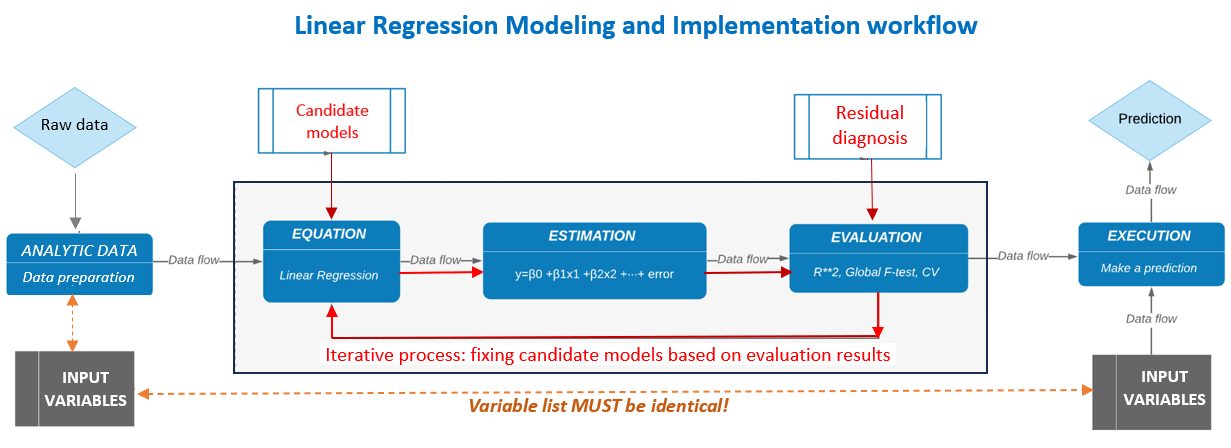 Linear Regression Modeling and Implementation workflow
Raw data
Candidate
models
Residual
diagnosis
Prediction
Data flow
ANALYTIC DATA
Data preparation
Data flow
EQUATION
Linear Regression
Data flow
ESTIMATION
y=β0 +β1x1 +β2x2 +···+ error
Data flow
EVALUATION
R**2, Global F-test, CV
Data flow
EXECUTION
Make a prediction
Data flow
Iterative process: fixing candidate models based on evaluation results
INPUT
VARIABLES
Variable list MUST be identical!
INPUT
VARIABLES